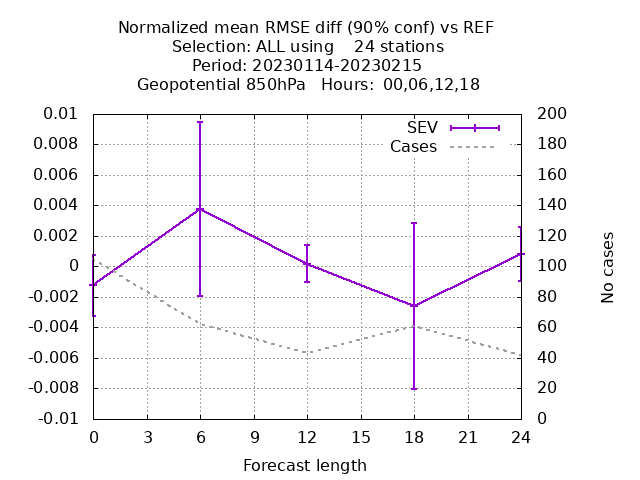 Normalized mean RMSE diff (90% conf) vs REF
Selection: ALL using    24 stations
Period: 20230114-20230215
Geopotential 850hPa   Hours: 00,06,12,18
0.01
0.008
0.006
0.004
0.002
0
-0.002
-0.004
-0.006
-0.008
-0.01
SEV
Cases
200
180
160
140
120
100
80
60
40
20
0
No cases
0 3 6 9 12 15 18 21 24
Forecast length